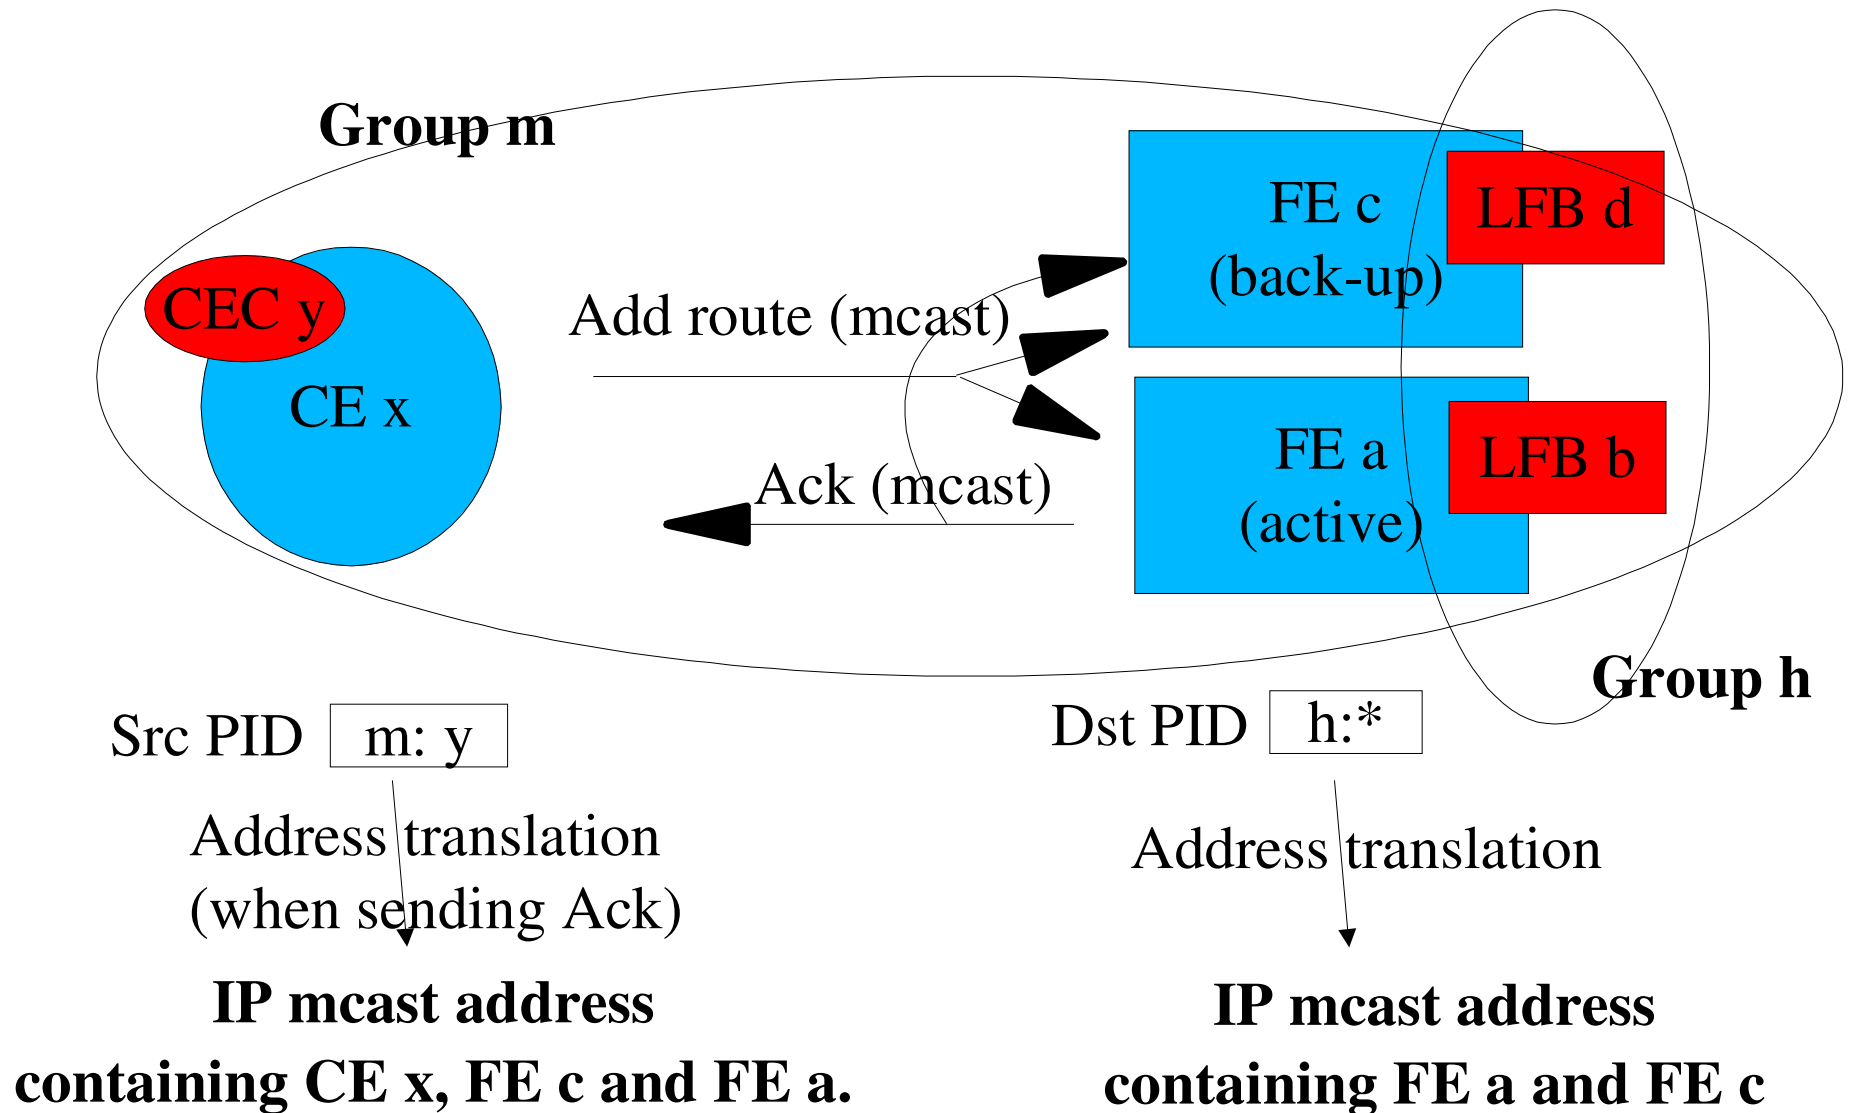 Group m
FE c
(back-up)
LFB d
CEC y
CE x
Add route (mcast)
FE a
(active)
LFB b
Ack (mcast)
Group h
Src PID
m: y
Dst PID
h:*
Address translation
(when sending Ack)
Address translation
IP mcast address
containing CE x, FE c and FE a.
IP mcast address
containing FE a and FE c